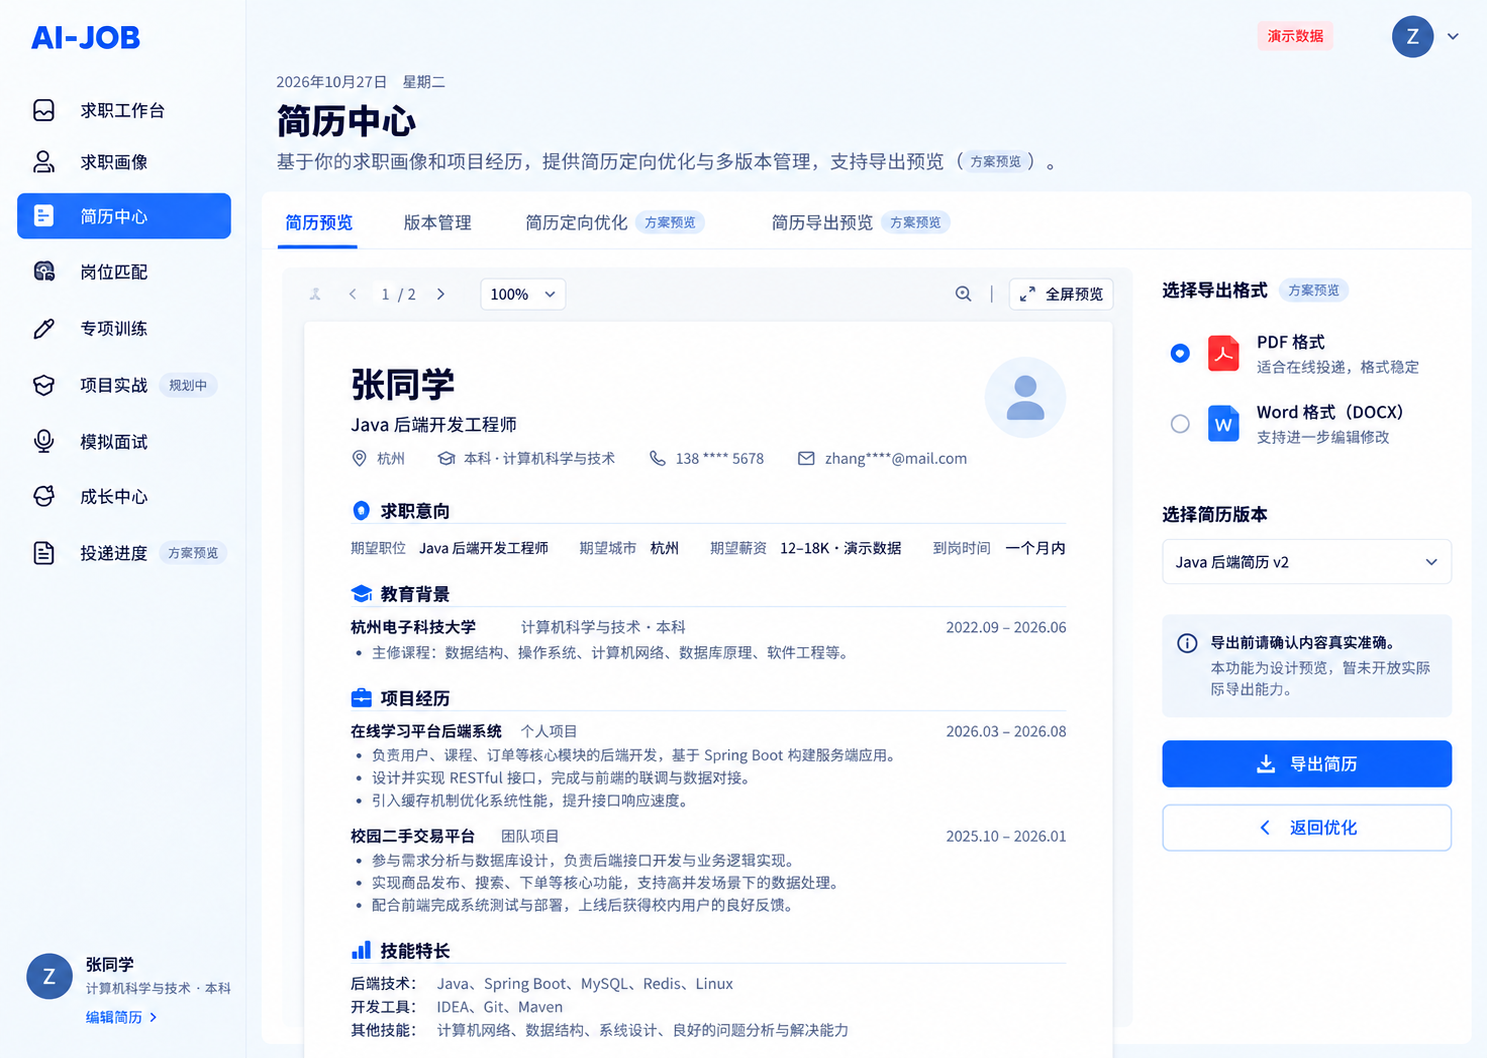 AI-JOB
演示数据
Z
求职工作台
求职画像
简历中心
岗位匹配
专项训练
项目实战 规划中
模拟面试
成长中心
投递进度 方案预览
Z
张同学
计算机科学与技术 · 本科
编辑简历
2026年10月27日 星期二
简历中心
基于你的求职画像和项目经历，提供简历定向优化与多版本管理，支持导出预览（ 方案预览 ）。
简历预览 版本管理 简历定向优化 方案预览 简历导出预览 方案预览
1 / 2 100% 全屏预览
张同学
Java 后端开发工程师
杭州 本科 · 计算机科学与技术 138 **** 5678 zhang****@mail.com
求职意向
期望职位 Java 后端开发工程师 期望城市 杭州 期望薪资 12–18K · 演示数据 到岗时间 一个月内
教育背景
杭州电子科技大学 计算机科学与技术 · 本科 2022.09 – 2026.06
• 主修课程：数据结构、操作系统、计算机网络、数据库原理、软件工程等。
项目经历
在线学习平台后端系统 个人项目 2026.03 – 2026.08
• 负责用户、课程、订单等核心模块的后端开发，基于 Spring Boot 构建服务端应用。
• 设计并实现 RESTful 接口，完成与前端的联调与数据对接。
• 引入缓存机制优化系统性能，提升接口响应速度。
校园二手交易平台 团队项目 2025.10 – 2026.01
• 参与需求分析与数据库设计，负责后端接口开发与业务逻辑实现。
• 实现商品发布、搜索、下单等核心功能，支持高并发场景下的数据处理。
• 配合前端完成系统测试与部署，上线后获得校内用户的良好反馈。
技能特长
后端技术： Java、Spring Boot、MySQL、Redis、Linux
开发工具： IDEA、Git、Maven
其他技能： 计算机网络、数据结构、系统设计、良好的问题分析与解决能力
选择导出格式 方案预览
PDF 格式
适合在线投递，格式稳定
W
Word 格式（DOCX）
支持进一步编辑修改
选择简历版本
Java 后端简历 v2
导出前请确认内容真实准确。
本功能为设计预览，暂未开放实际
际导出能力。
导出简历
返回优化